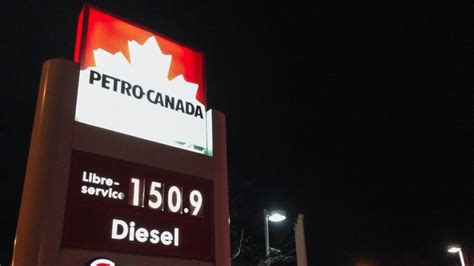 PETRO-CANADA
Libre-
service 150.9
Diesel